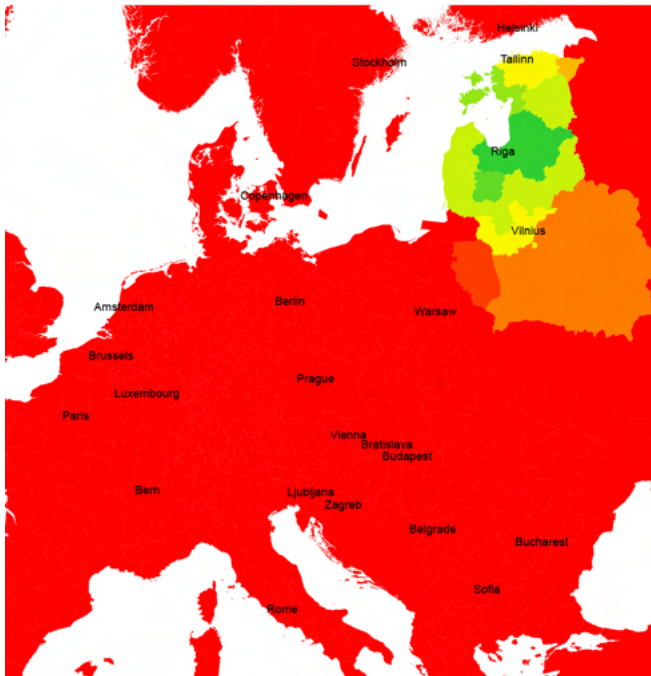 Helsinki
Tallinn
Stockholm
Riga
Copenhagen
Vilnius
Berlin
Amsterdam
Warsaw
Brussels
Prague
Luxembourg
Paris
Vienna
Bratislava
Budapest
Bern
Ljubljana
Zagreb
Belgrade
Bucharest
Sofia
Rome